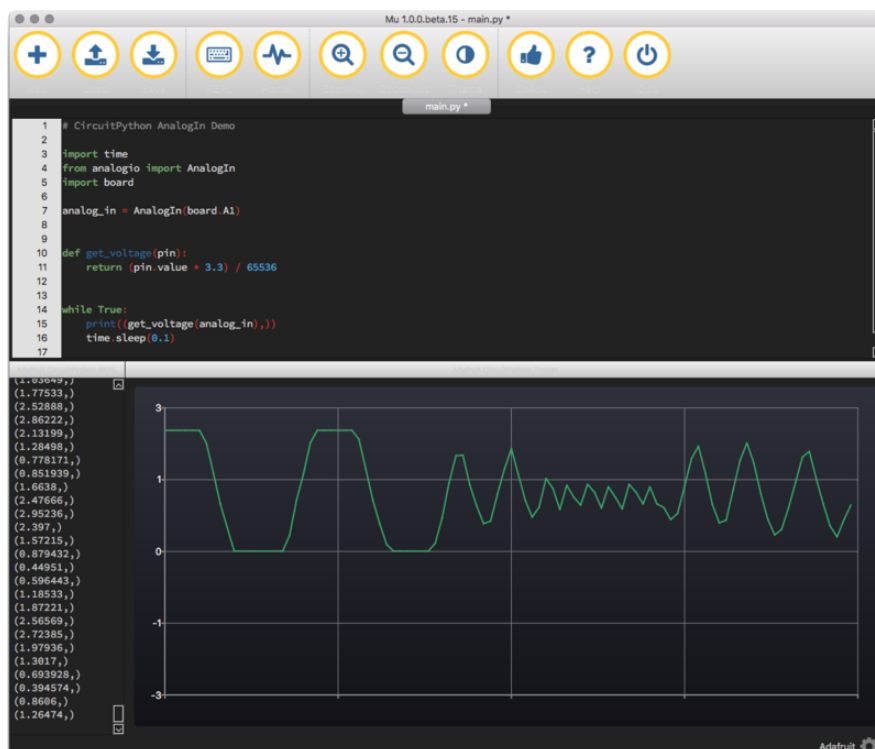 Mu 1.0.0.beta.15 - main.py *
main.py *
1 # CircuitPython AnalogIn Demo
2
3 import time
4 from analogio import AnalogIn
5 import board
6
7 analog_in = AnalogIn(board.A1)
8
9
10 def get_voltage(pin):
11 return (pin.value * 3.3) / 65536
12
13
14 while True:
15 print((get_voltage(analog_in),))
16 time.sleep(0.1)
17
(1.03649,)
(1.77533,)
(2.52888,)
(2.86222,)
(2.13199,)
(1.28498,)
(0.778171,)
(0.851939,)
(1.6638,)
(2.47666,)
(2.95236,)
(2.397,)
(1.57215,)
(0.879432,)
(0.44951,)
(0.596443,)
(1.18533,)
(1.87221,)
(2.56569,)
(2.72385,)
(1.97936,)
(1.3017,)
(0.693928,)
(0.394574,)
(0.8606,)
(1.26474,)
3
1
0
-1
-3
Adafruit